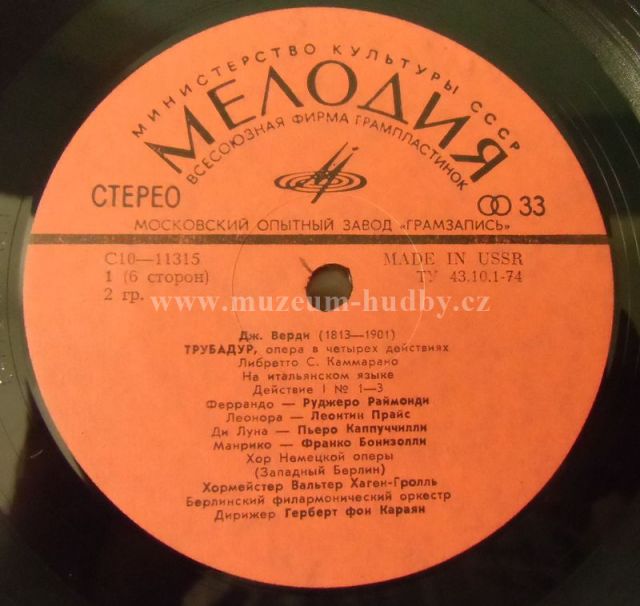 МИНИСТЕРСТВО КУЛЬТУРЫ СССР
МЕЛОДИЯ
ВСЕСОЮЗНАЯ ФИРМА ГРАМПЛАСТИНОК
СТЕРЕО
33
МОСКОВСКИЙ ОПЫТНЫЙ ЗАВОД «ГРАМЗАПИСЬ»
С10—11315
MADE IN USSR
1 (6 сторон)
ТУ 43.10.1-74
2 гр.
www.muzeum-hudby.cz
Дж. Верди (1813—1901)
ТРУБАДУР, опера в четырех действиях
Либретто С. Каммарано
На итальянском языке
Действие I № 1—3
Феррандо — Руджеро Раймонди
Леонора — Леонтин Прайс
Ди Луна — Пьеро Каппуччилли
Манрико — Франко Бонизолли
Хор Немецкой оперы
(Западный Берлин)
Хормейстер Вальтер Хаген-Гролль
Берлинский филармонический оркестр
Дирижер Герберт фон Караян